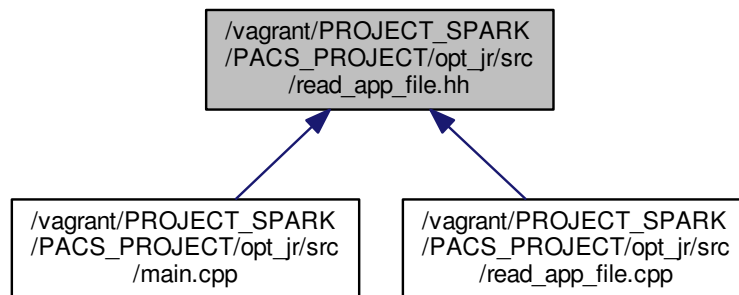 /vagrant/PROJECT_SPARK
/PACS_PROJECT/opt_jr/src
/read_app_file.hh
/vagrant/PROJECT_SPARK
/PACS_PROJECT/opt_jr/src
/main.cpp
/vagrant/PROJECT_SPARK
/PACS_PROJECT/opt_jr/src
/read_app_file.cpp